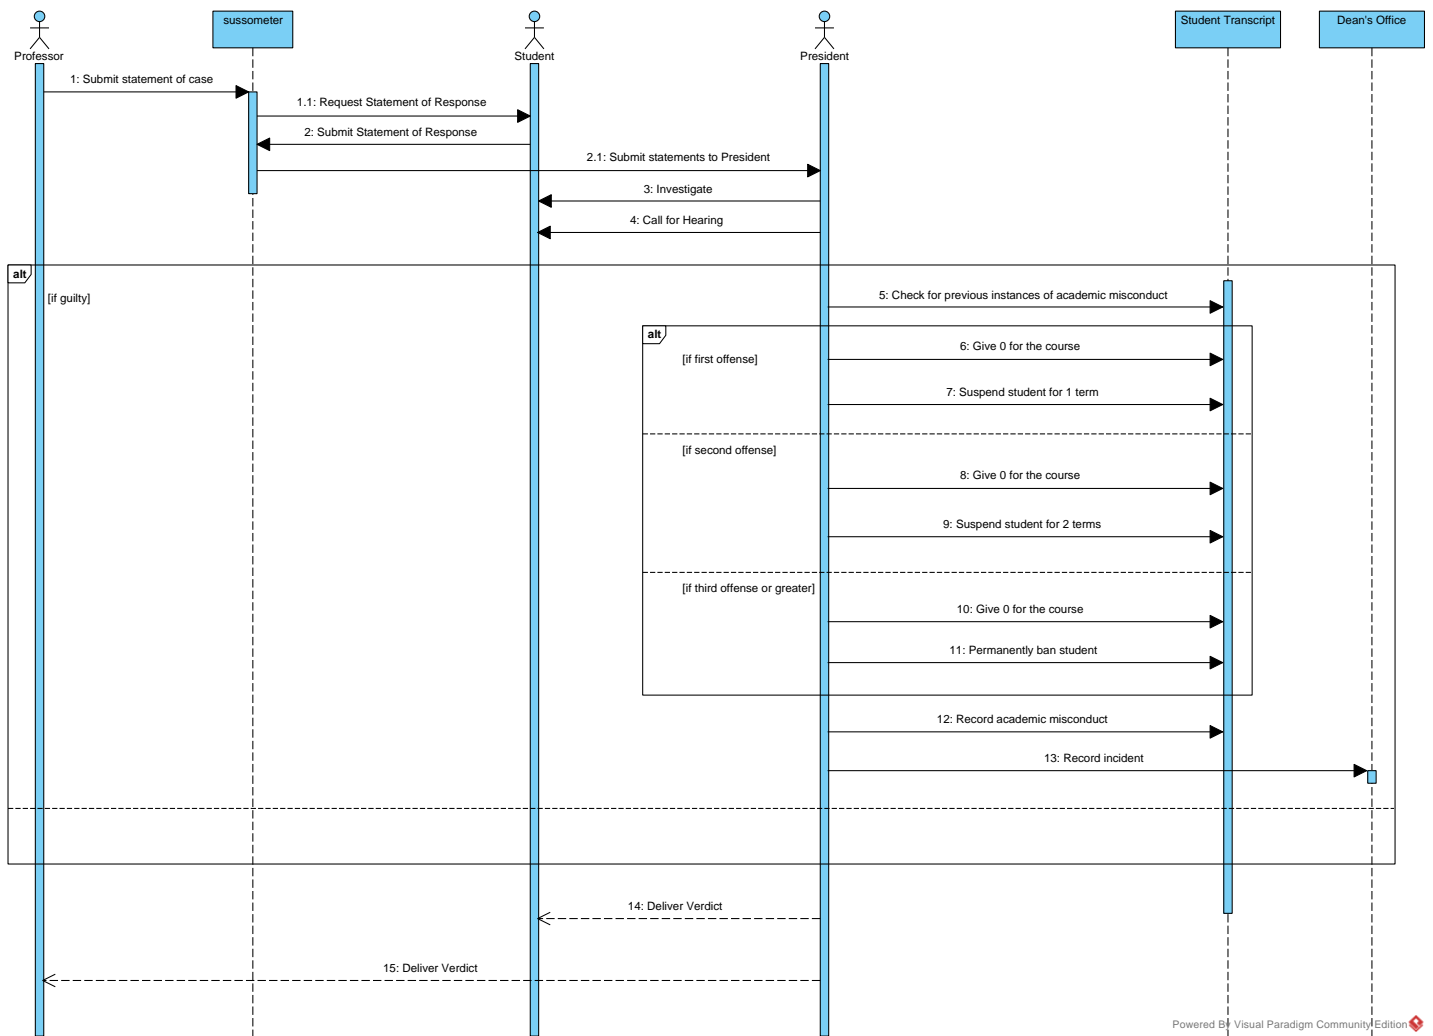 sussometer
Student Transcript
Dean's Office
Professor
Student
President
1: Submit statement of case
1.1: Request Statement of Response
2: Submit Statement of Response
2.1: Submit statements to President
3: Investigate
4: Call for Hearing
alt
[if guilty]
5: Check for previous instances of academic misconduct
alt
[if first offense]
6: Give 0 for the course
7: Suspend student for 1 term
[if second offense]
8: Give 0 for the course
9: Suspend student for 2 terms
[if third offense or greater]
10: Give 0 for the course
11: Permanently ban student
12: Record academic misconduct
13: Record incident
14: Deliver Verdict
15: Deliver Verdict
Powered By Visual Paradigm Community Edition